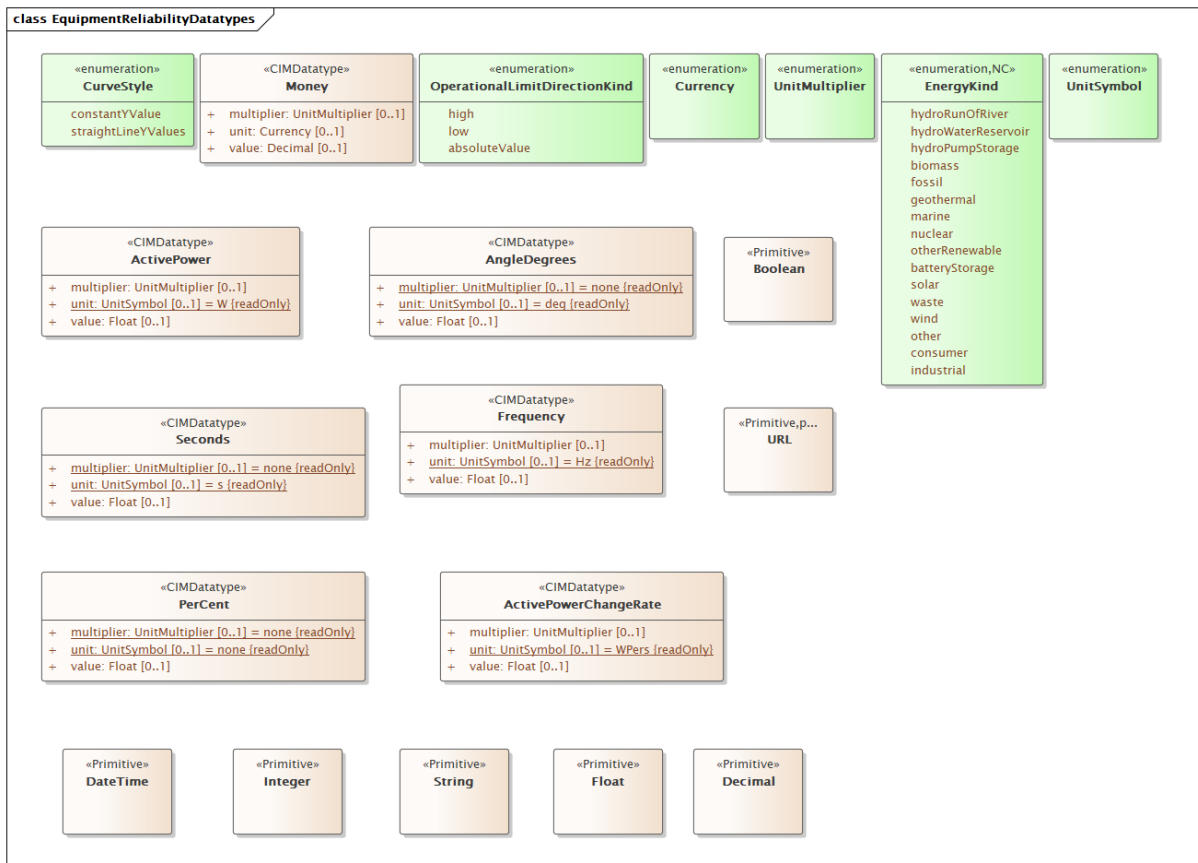 class EquipmentReliabilityDatatypes
«enumeration»
CurveStyle
constantYValue
straightLineYValues
«CIMDatatype»
Money
+ multiplier: UnitMultiplier [0..1]
+ unit: Currency [0..1]
+ value: Decimal [0..1]
«enumeration»
OperationalLimitDirectionKind
high
low
absoluteValue
«enumeration»
Currency
«enumeration»
UnitMultiplier
«enumeration,NC»
EnergyKind
hydroRunOfRiver
hydroWaterReservoir
hydroPumpStorage
biomass
fossil
geothermal
marine
nuclear
otherRenewable
batteryStorage
solar
waste
wind
other
consumer
industrial
«enumeration»
UnitSymbol
«CIMDatatype»
ActivePower
+ multiplier: UnitMultiplier [0..1]
+ unit: UnitSymbol [0..1] = W {readOnly}
+ value: Float [0..1]
«CIMDatatype»
AngleDegrees
+ multiplier: UnitMultiplier [0..1] = none {readOnly}
+ unit: UnitSymbol [0..1] = deg {readOnly}
+ value: Float [0..1]
«Primitive»
Boolean
«CIMDatatype»
Seconds
+ multiplier: UnitMultiplier [0..1] = none {readOnly}
+ unit: UnitSymbol [0..1] = s {readOnly}
+ value: Float [0..1]
«CIMDatatype»
Frequency
+ multiplier: UnitMultiplier [0..1]
+ unit: UnitSymbol [0..1] = Hz {readOnly}
+ value: Float [0..1]
«Primitive,p...
URL
«CIMDatatype»
PerCent
+ multiplier: UnitMultiplier [0..1] = none {readOnly}
+ unit: UnitSymbol [0..1] = none {readOnly}
+ value: Float [0..1]
«CIMDatatype»
ActivePowerChangeRate
+ multiplier: UnitMultiplier [0..1]
+ unit: UnitSymbol [0..1] = WPers {readOnly}
+ value: Float [0..1]
«Primitive»
DateTime
«Primitive»
Integer
«Primitive»
String
«Primitive»
Float
«Primitive»
Decimal